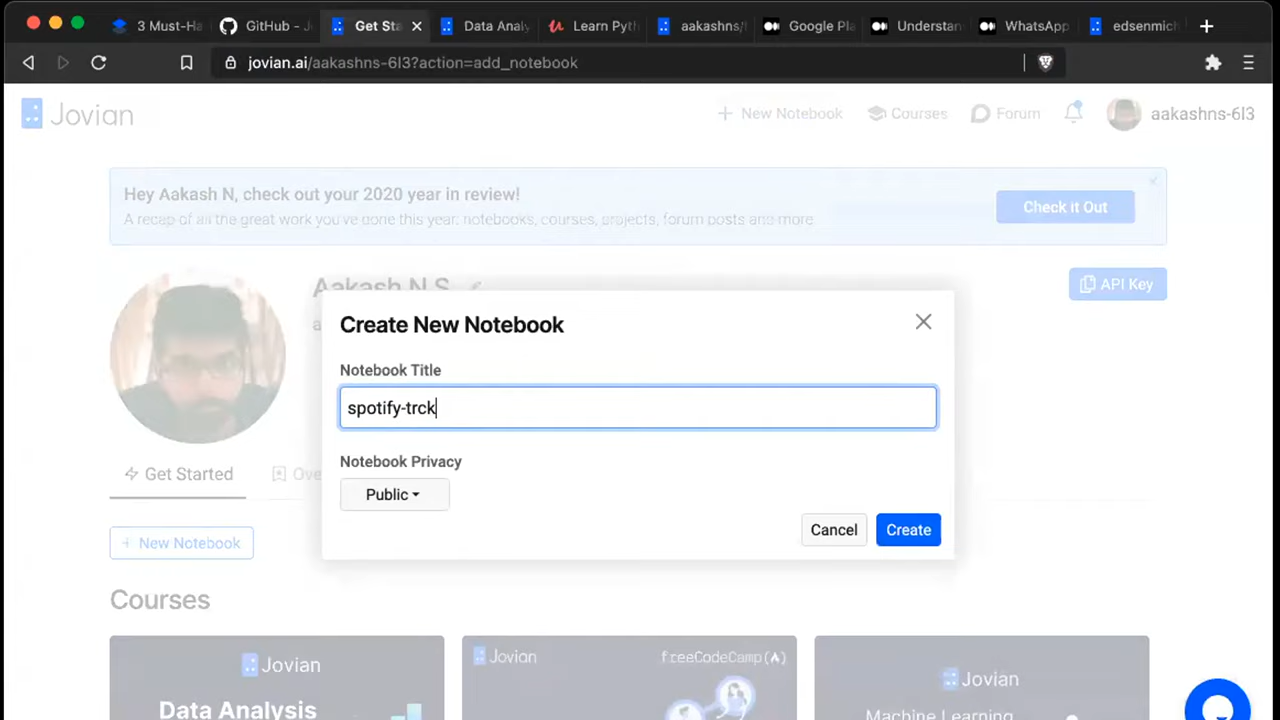 3 Must-Ha
GitHub - J
Get Sta
Data Analy
Learn Pyth
aakashns/
Google Pla
Understan
WhatsApp
edsenmich
jovian.ai/aakashns-6l3?action=add_notebook
Jovian
New Notebook
Courses
Forum
aakashns-6l3
Hey Aakash N, check out your 2020 year in review!
A recap of all the great work you've done this year: notebooks, courses, projects, forum posts and more.
Check it Out
Aakash N S
API Key
Create New Notebook
Notebook Title
spotify-trck
Notebook Privacy
Public
Cancel
Create
Get Started
Ove
+ New Notebook
Courses
Jovian
Data Analysis
Jovian
freeCodeCamp(🔥)
Jovian
Machine Learning